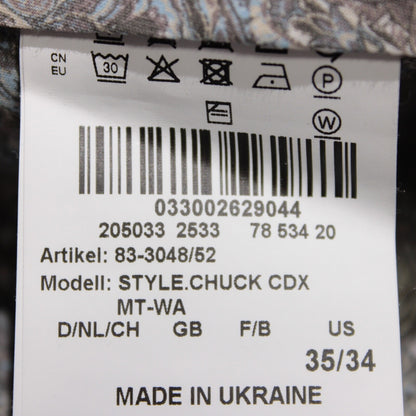 CN
EU
30
P
W
033002629044
205033 2533 78 534 20
Artikel: 83-3048/52
Modell: STYLE.CHUCK CDX
MT-WA
D/NL/CH GB F/B US
35/34
MADE IN UKRAINE